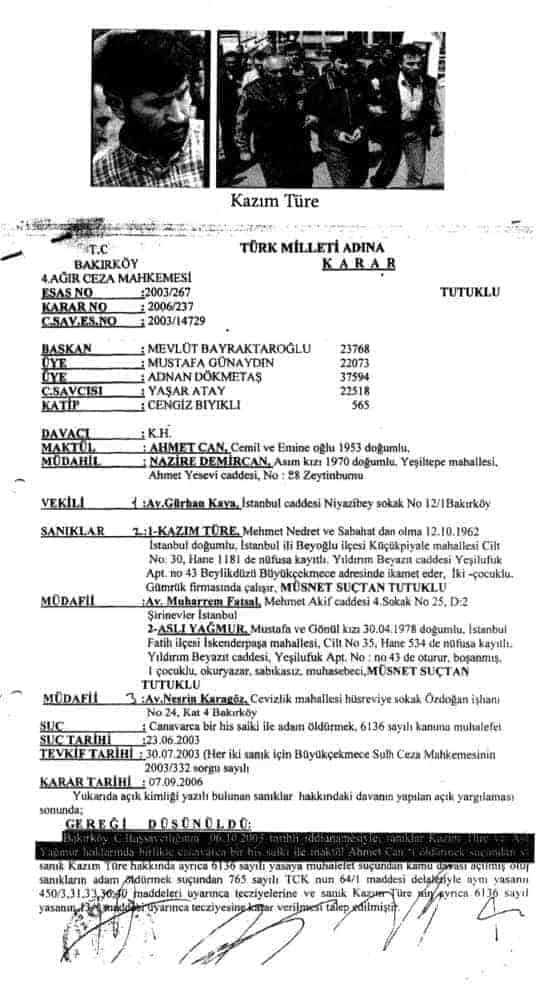 Kazım Türe
T.C
TÜRK MİLLETİ ADINA
BAKIRKÖY
K A R A R
4.AĞIR CEZA MAHKEMESİ
ESAS NO :2003/267
TUTUKLU
KARAR NO : 2006/237
C.SAV.ES.NO : 2003/14729
BAŞKAN : MEVLÜT BAYRAKTAROĞLU 23768
ÜYE : MUSTAFA GÜNAYDIN 22073
ÜYE : ADNAN DÖKMETAŞ 37594
C.SAVCISI : YAŞAR ATAY 22518
KATİP : CENGİZ BIYIKLI 565
DAVACI : K.H.
MAKTÜL : AHMET CAN, Cemil ve Emine oğlu 1953 doğumlu,
MÜDAHİL : NAZİRE DEMİRCAN, Asım kızı 1970 doğumlu, Yeşiltepe mahallesi,
Ahmet Yesevi caddesi, No : 28 Zeytinburnu
VEKİLİ 1 :Av.Gürhan Kaya, İstanbul caddesi Niyazibey sokak No 12/1Bakırköy
SANIKLAR 2 :1-KAZIM TÜRE, Mehmet Nedret ve Sabahat dan olma 12.10.1962
İstanbul doğumlu, İstanbul ili Beyoğlu ilçesi Küçükpiyale mahallesi Cilt
No: 30, Hane 1181 de nüfusa kayıtlı. Yıldırım Beyazıt caddesi Yeşilufuk
Apt. no 43 Beylikdüzü Büyükçekmece adresinde ikamet eder, İki -çocuklu.
Gümrük firmasında çalışır, MÜSNET SUÇTAN TUTUKLU
MÜDAFİİ :Av. Muharrem Fatsal, Mehmet Akif caddesi 4.Sokak No 25, D:2
Şirinevler İstanbul
2-ASLI YAĞMUR, Mustafa ve Gönül kızı 30.04.1978 doğumlu, İstanbul
Fatih ilçesi İskenderpaşa mahallesi, Cilt No 35, Hane 534 de nüfusa kayıtlı.
Yıldırım Beyazıt caddesi, Yeşilufuk Apt. No : no 43 de oturur, boşanmış,
1 çocuklu, okuryazar, sabıkasız, muhasebeci,MÜSNET SUÇTAN
TUTUKLU
MÜDAFİİ 3 :Av.Nesrin Karagöz, Cevizlik mahallesi hüsreviye sokak Özdoğan işhanı
No 24, Kat 4 Bakırköy
SUÇ : Canavarca bir his saiki ile adam öldürmek, 6136 sayılı kanuna muhalefet
SUÇ TARİHİ :23.06.2003
TEVKİF TARİHİ : 30.07.2003 (Her iki sanık için Büyükçekmece Sulh Ceza Mahkemesinin
2003/332 sorgu sayılı
KARAR TARİHİ : 07.09.2006
Yukarıda açık kimliği yazılı bulunan sanıklar hakkındaki davanın yapılan açık yargılaması
sonunda;
GEREĞİ DÜŞÜNÜLDÜ:
Bakırköy C.Başsavcılığının 06.10.2003 tarihli iddianamesiyle, sanıklar Kazım Türe ve
Yağmur haklarında birlikte canavarca bir his saiki ile maktül Ahmet Can öldürmek suçundan
sanık Kazım Türe hakkında ayrıca 6136 sayılı yasaya muhalefet suçundan kamu davası açılmış olup
sanıkların adam öldürmek suçundan 765 sayılı TCK nun 64/1 maddesi delaletiyle aynı yasanın
450/3,31,33,36,40 maddeleri uyarınca tecziyelerine ve sanık Kazım Türe nin ayrıca 6136 sayıl
yasanın 13/1 maddesi uyarınca tecziyesine karar verilmesi talep edilmiştir.